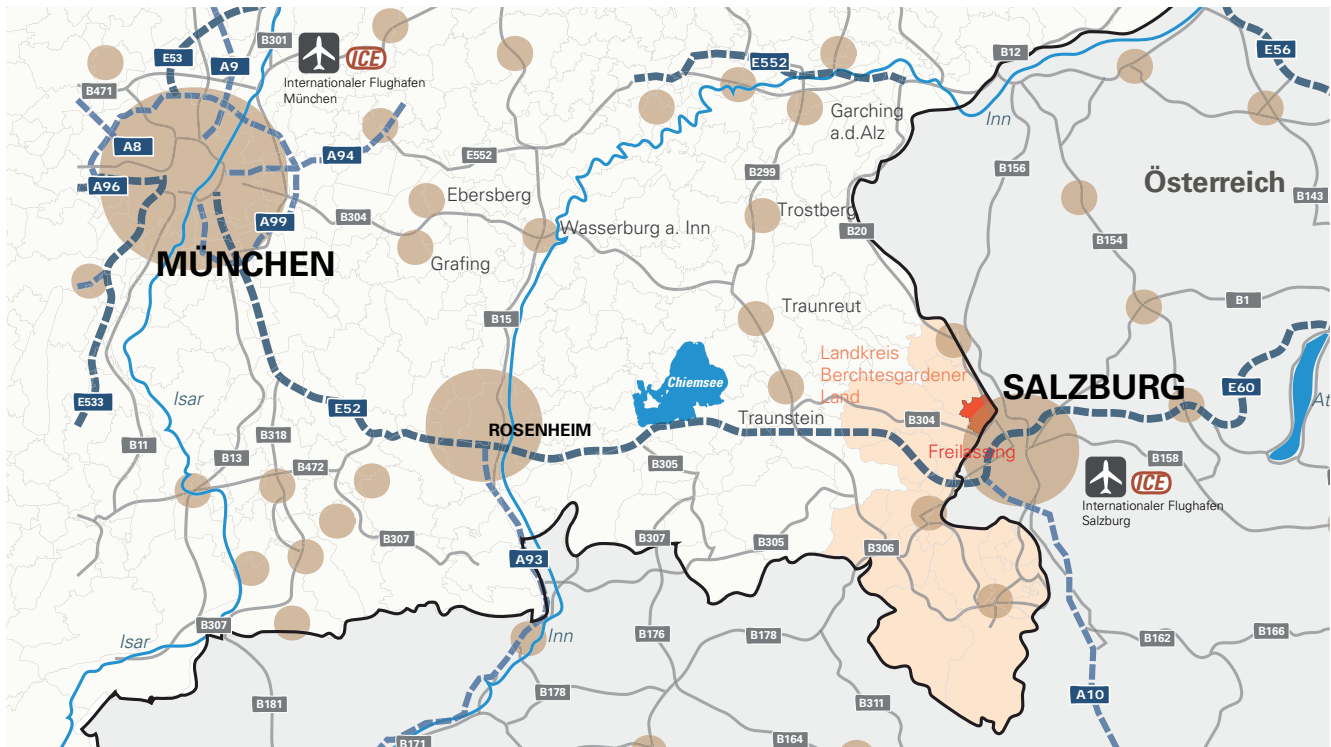 B301
E53
A9
ICE
Internationaler Flughafen
München
B471
A8
A94
A96
A99
B304
E552
E552
B12
E56
Garching
a.d.Alz
Inn
B299
B156
Österreich
B143
Ebersberg
Trostberg
B20
Wasserburg a. Inn
B154
Grafing
MÜNCHEN
B1
B15
Traunreut
Landkreis
Berchtesgardener
Land
Chiemsee
SALZBURG
E60
E533
Isar
E52
Traunstein
B304
ROSENHEIM
Freilassing
B11
B13
B318
B472
B305
B158
ICE
Internationaler Flughafen
Salzburg
B307
A93
B307
B305
B306
B307
Isar
Inn
B176
B178
B162
B166
B181
B178
B311
A10
B171
B164